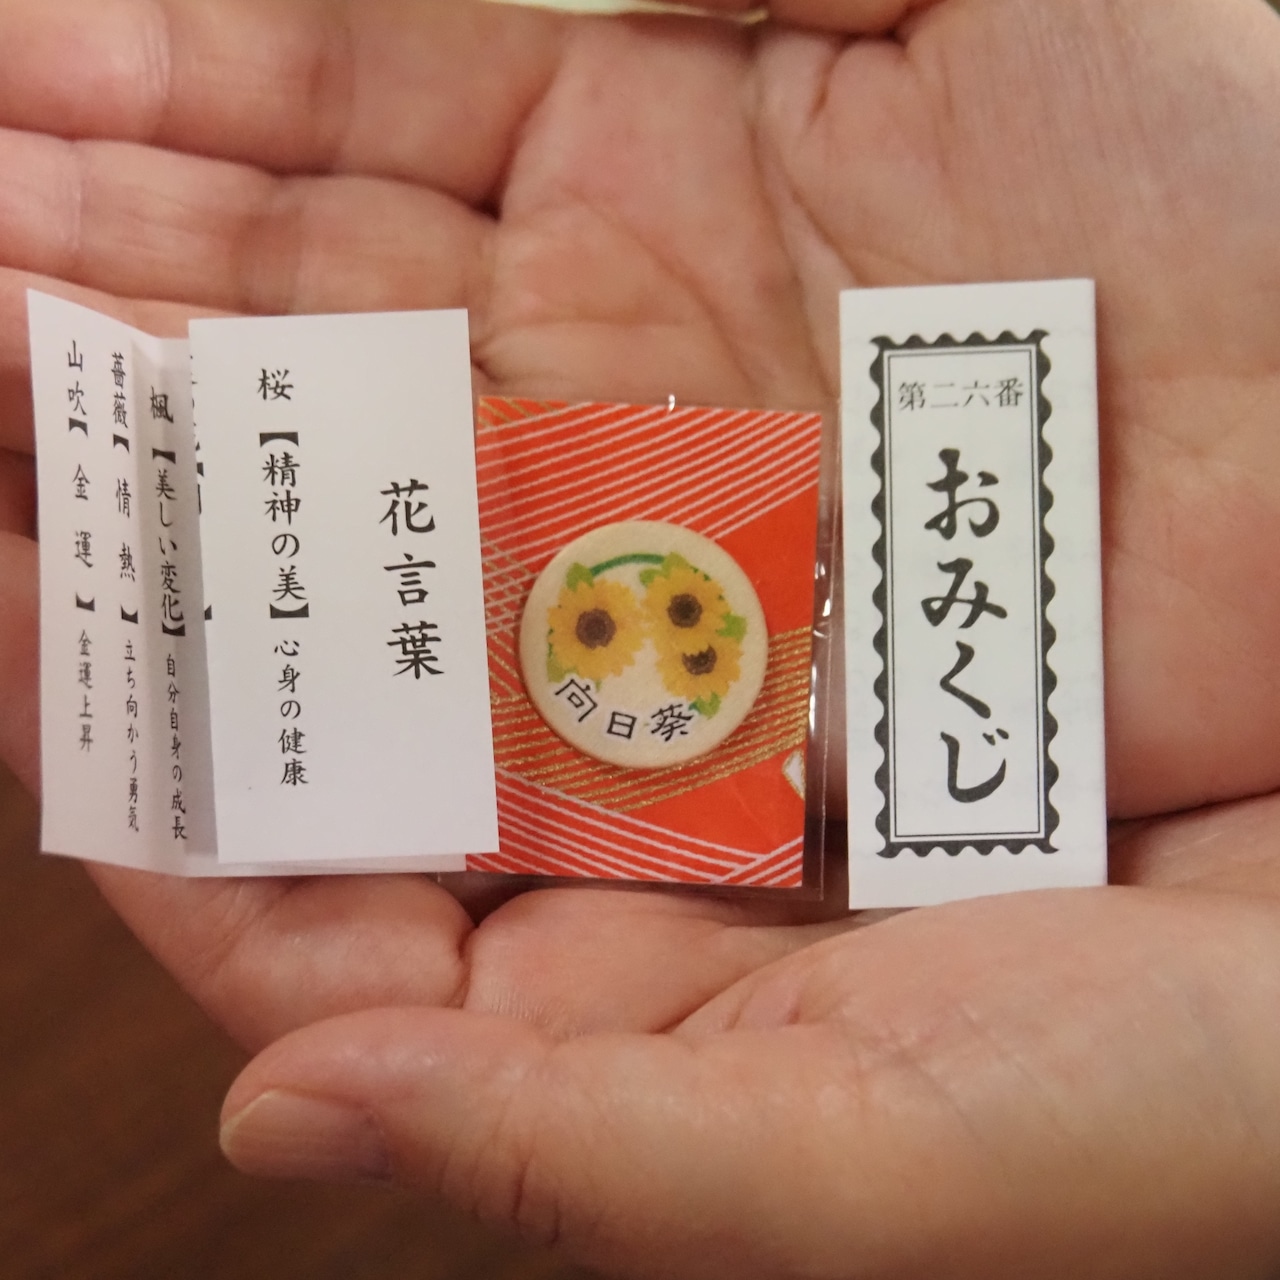 花言葉
桜【精神の美】心身の健康
楓【美しい変化】自分自身の成長
薔薇【情熱】立ち向かう勇気
山吹【金運】金運上昇
向日葵
第二六番
おみくじ